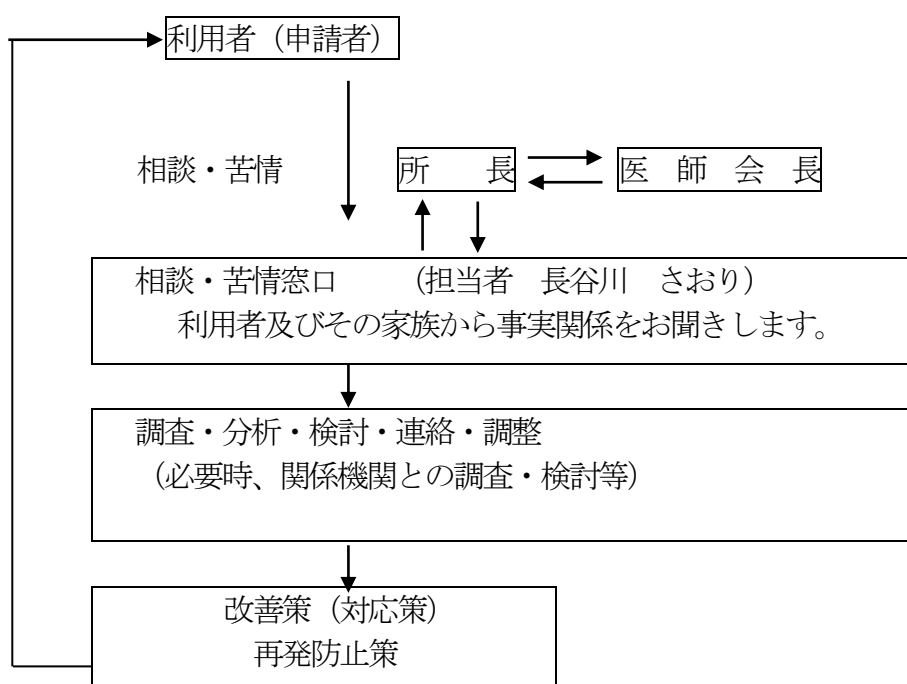 利用者（申請者）
相談・苦情
所　長
医　師　会　長
相談・苦情窓口　　（担当者　長谷川　さおり）
利用者及びその家族から事実関係をお聞きします。
調査・分析・検討・連絡・調整
（必要時、関係機関との調査・検討等）
改善策（対応策）
再発防止策